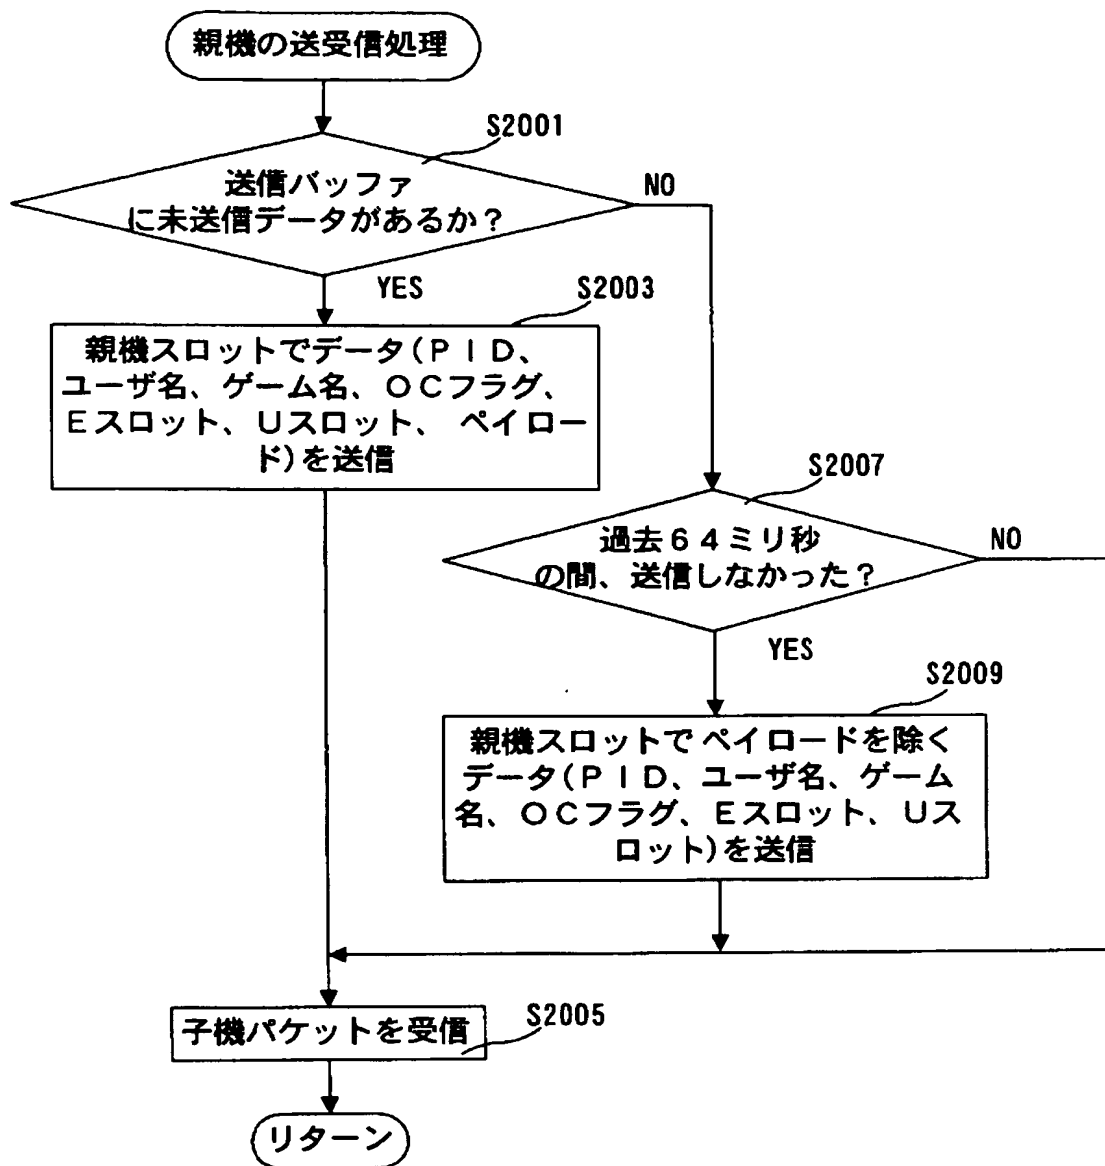 親機の送受信処理
S2001
送信バッファ
に未送信データがあるか？
NO
YES
S2003
親機スロットでデータ(ＰＩＤ、
ユーザ名、ゲーム名、ＯＣフラグ、
Ｅスロット、Ｕスロット、 ペイロー
ド)を送信
S2007
過去６４ミリ秒
の間、送信しなかった？
NO
YES
S2009
親機スロットでペイロードを除く
データ(ＰＩＤ、ユーザ名、ゲーム
名、ＯＣフラグ、Ｅスロット、Ｕス
ロット)を送信
子機パケットを受信
S2005
リターン